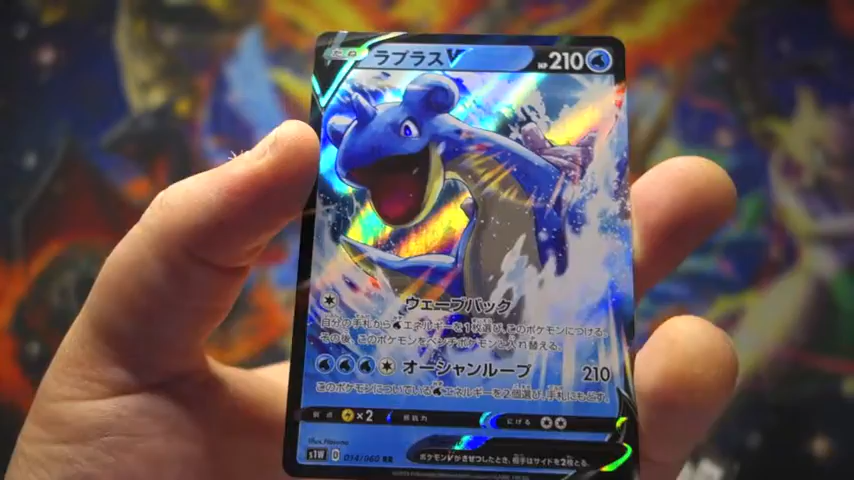 たね ラプラスV HP 210
ウェーブバック
自分の手札から エネルギーを1枚選び、このポケモンにつける。
その後、このポケモンをベンチポケモンと入れ替える。
オーシャンループ 210
このポケモンについている エネルギーを2個選び、手札にもどす。
弱点 ×2 抵抗力 にげる
Illus.
s1W D 014/060 RR
ポケモンVがきぜつしたとき、相手はサイドを2枚とる。